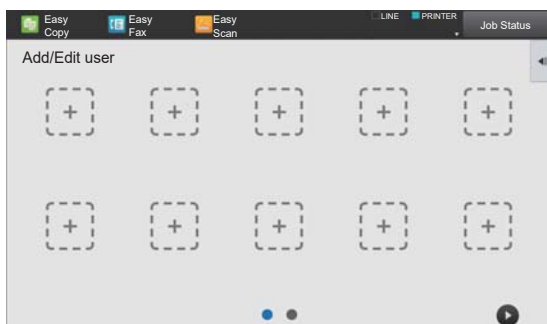 Easy
Copy
Easy
Fax
Easy
Scan
LINE
PRINTER
Job Status
Add/Edit user